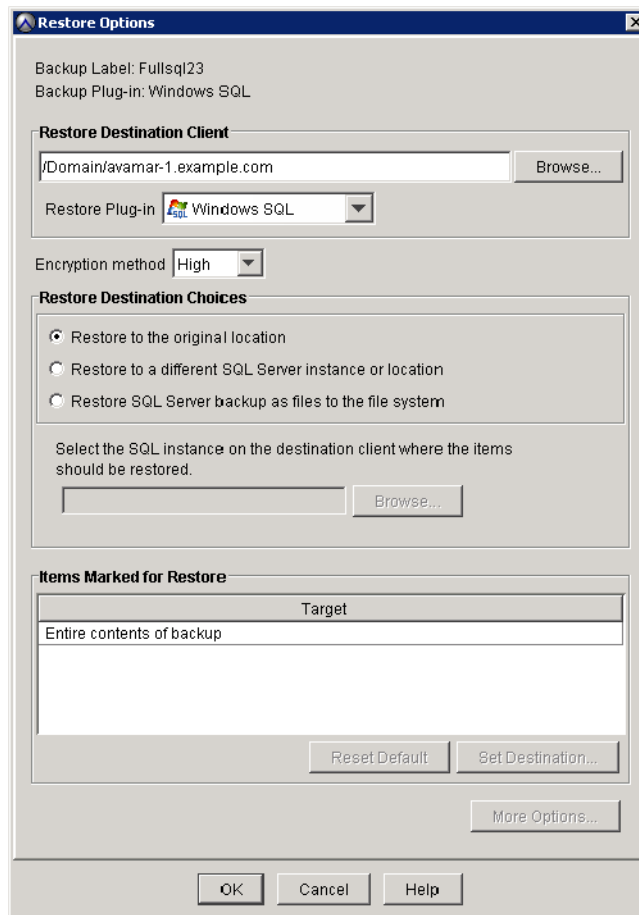 Restore Options
Backup Label: Fullsql23
Backup Plug-in: Windows SQL
Restore Destination Client
/Domain/avamar-1.example.com Browse...
Restore Plug-in SQL Windows SQL
Encryption method High
Restore Destination Choices
Restore to the original location
Restore to a different SQL Server instance or location
Restore SQL Server backup as files to the file system
Select the SQL instance on the destination client where the items
should be restored.
Browse...
Items Marked for Restore
Target
Entire contents of backup
Reset Default Set Destination...
More Options...
OK Cancel Help